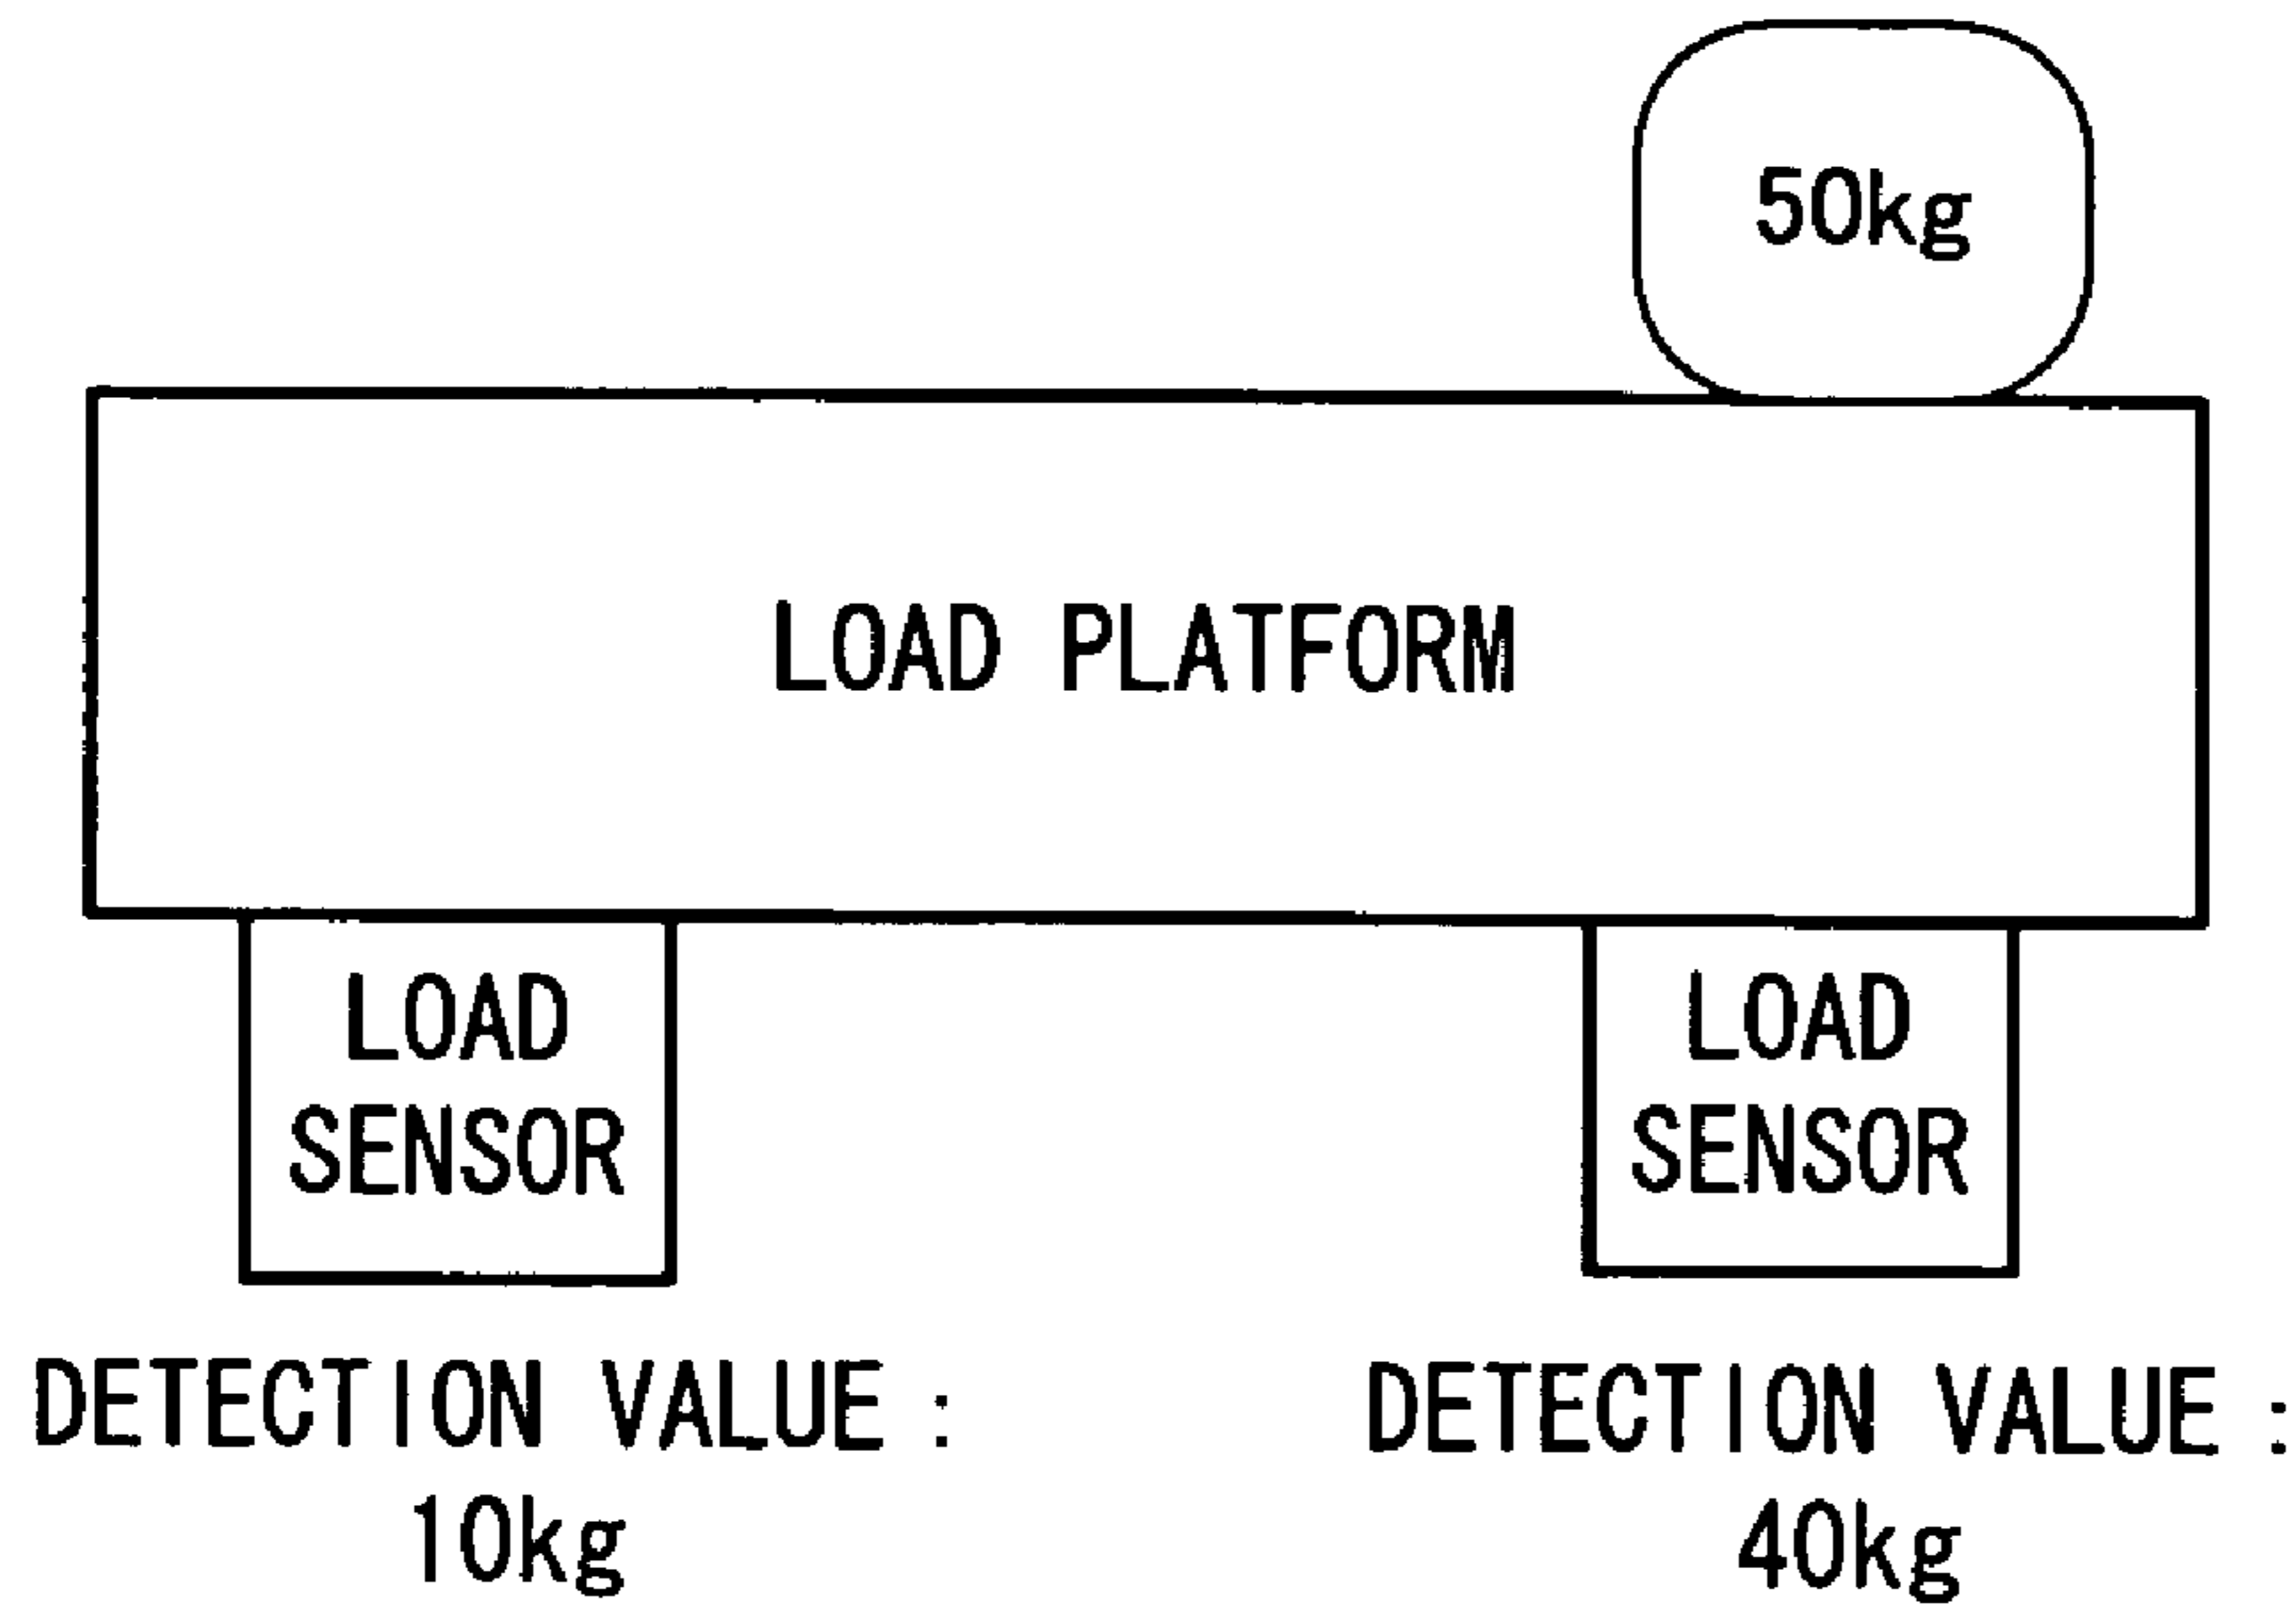 50kg
LOAD PLATFORM
LOAD
SENSOR
LOAD
SENSOR
DETECTION VALUE :
10kg
DETECTION VALUE :
40kg